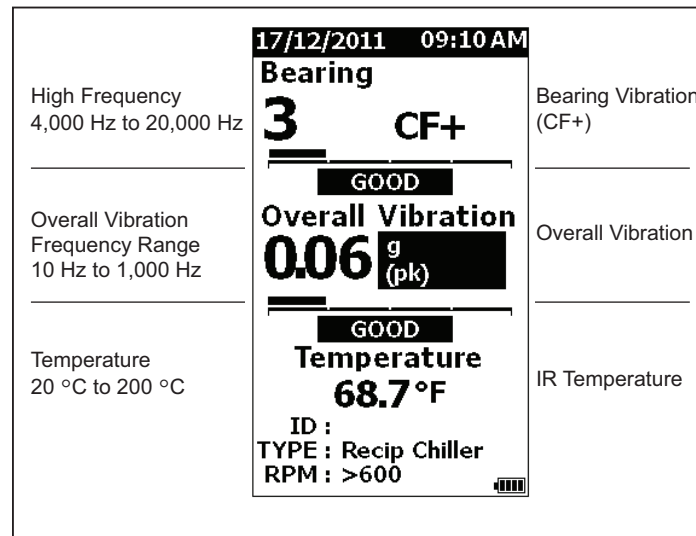 17/12/2011 09:10 AM
High Frequency
4,000 Hz to 20,000 Hz
Bearing
3 CF+
GOOD
Bearing Vibration
(CF+)
Overall Vibration
Frequency Range
10 Hz to 1,000 Hz
Overall Vibration
0.06 g
(pk)
GOOD
Overall Vibration
Temperature
20 °C to 200 °C
Temperature
68.7°F
IR Temperature
ID :
TYPE : Recip Chiller
RPM : >600